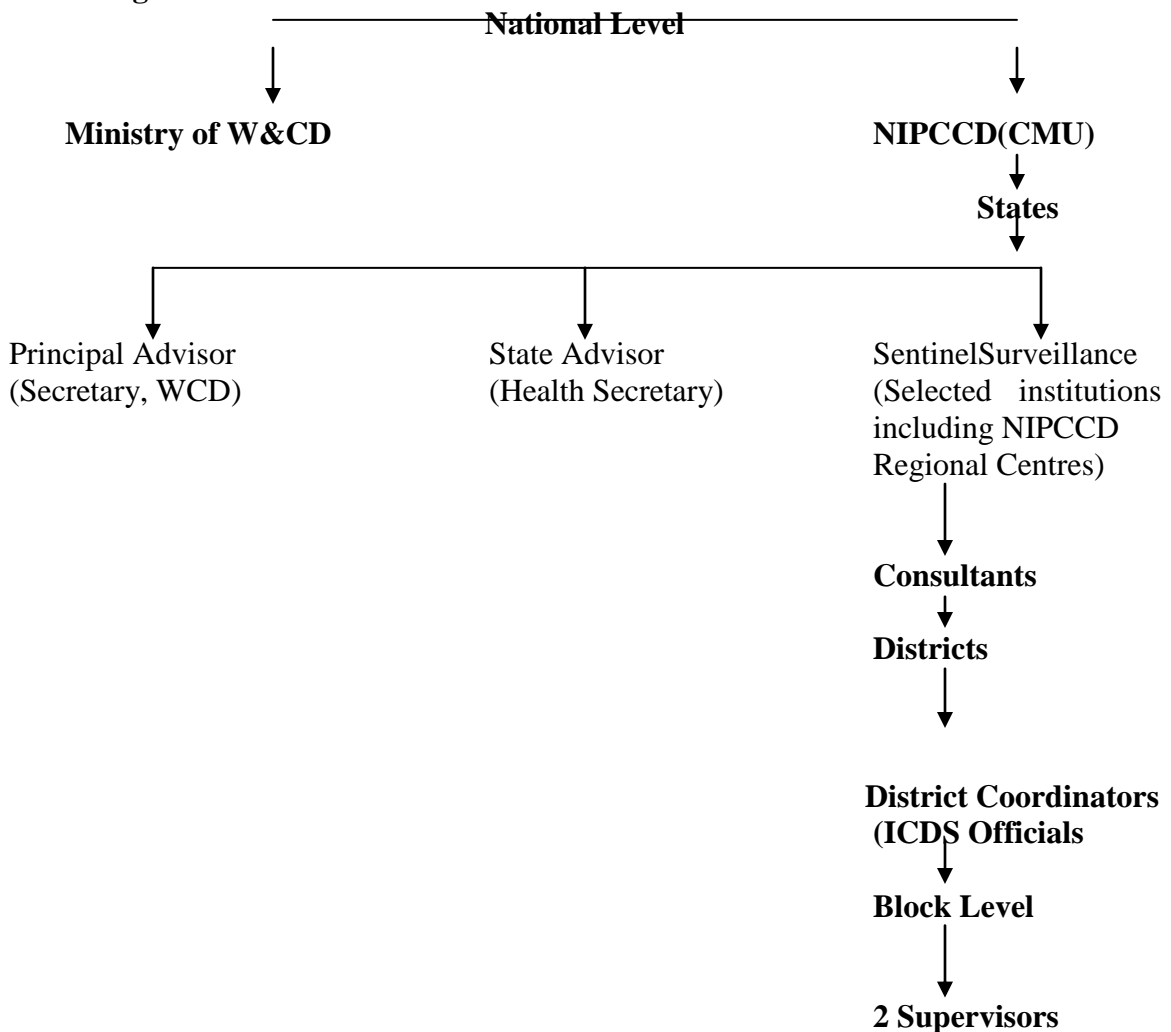 National Level
Ministry of W&CD
NIPCCD(CMU)
States
Principal Advisor
(Secretary, WCD)
State Advisor
(Health Secretary)
SentinelSurveillance
(Selected institutions
including NIPCCD
Regional Centres)
Consultants
Districts
District Coordinators
(ICDS Officials
Block Level
2 Supervisors